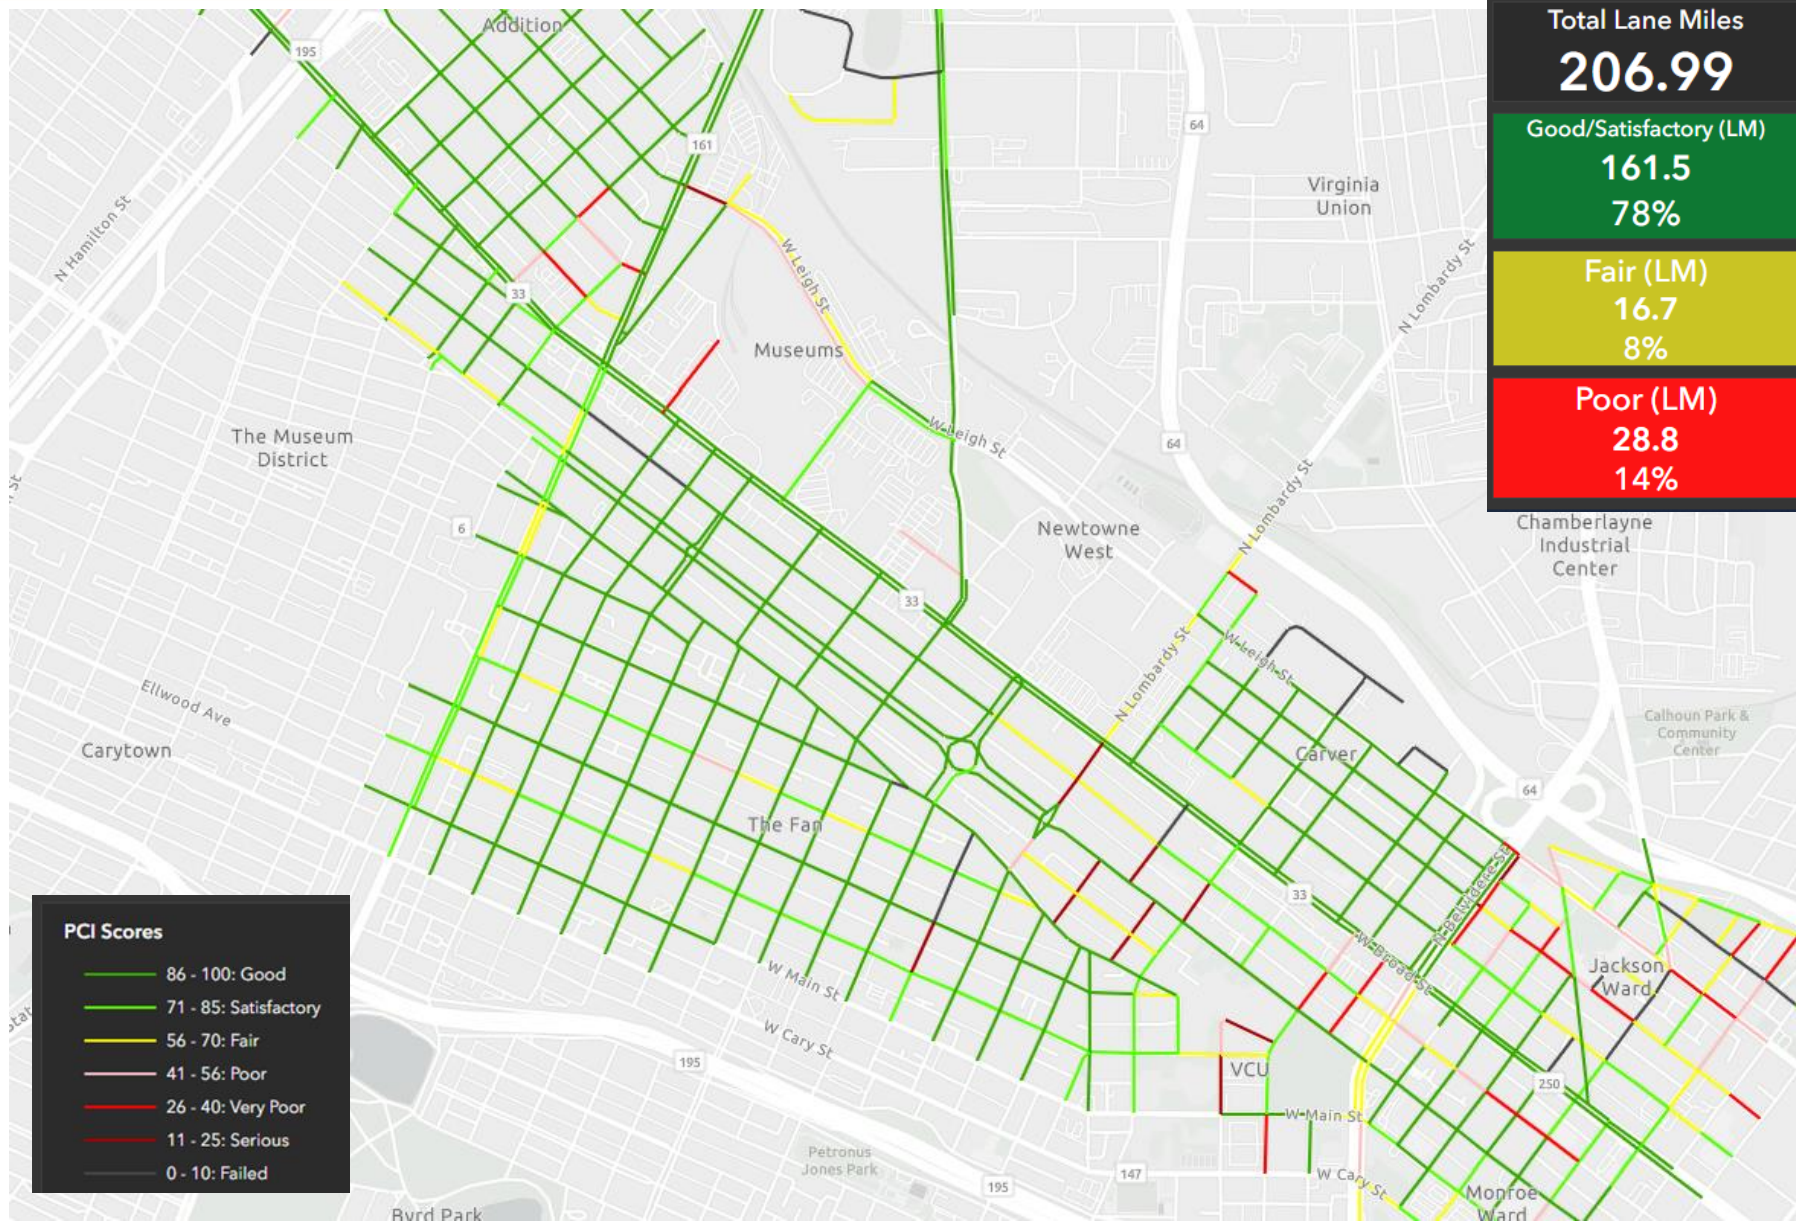 Total Lane Miles
206.99
Good/Satisfactory (LM)
161.5
78%
Fair (LM)
16.7
8%
Poor (LM)
28.8
14%
Addition
195
161
64
Virginia
Union
N Hamilton St
W Leigh St
N Lombardy St
33
Museums
The Museum
District
W Leigh St
64
6
Newtowne
West
N Lombardy St
Chamberlayne
Industrial
Center
33
W Leigh St
N Lombardy St
Ellwood Ave
Carytown
Carver
Calhoun Park &
Community
Center
64
The Fan
33
N Belvidere St
W Broad St
Jackson
Ward
W Main St
W Cary St
195
VCU
250
W Main St
Petronus
Jones Park
147
195
W Cary St
Monroe
Ward
Byrd Park
PCI Scores
86 - 100: Good
71 - 85: Satisfactory
56 - 70: Fair
41 - 56: Poor
26 - 40: Very Poor
11 - 25: Serious
0 - 10: Failed